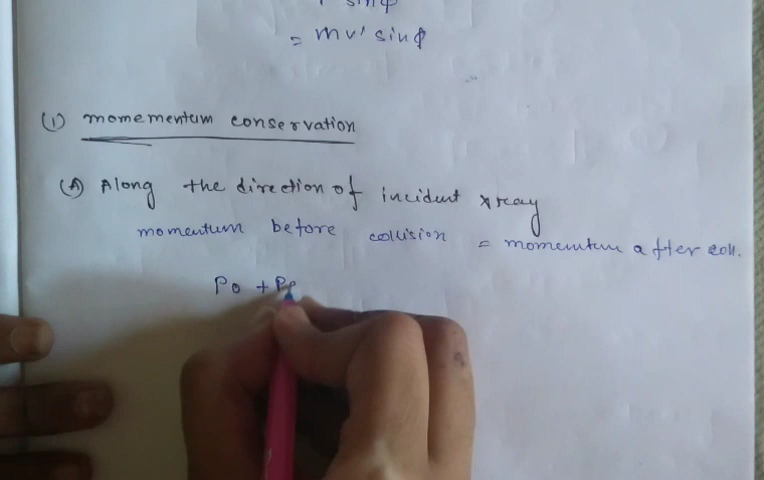 sinφ
= mv' sinφ
(1) momementum conservation
(A) Along the direction of incident xray
momentum before collision = momentum after coll.
Po + Pe